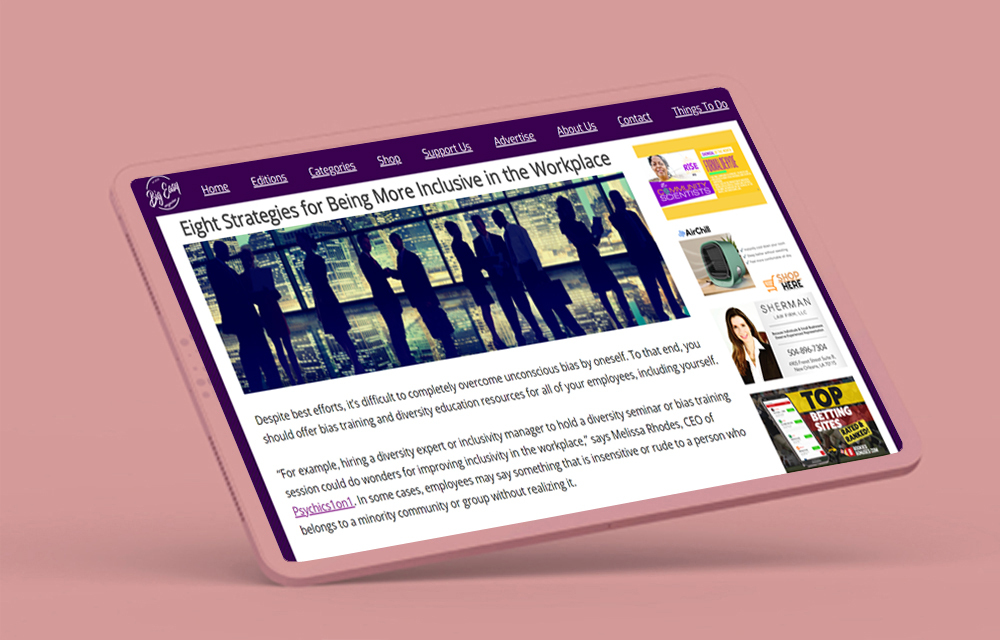 Big Easy
Home
Editions
Categories
Shop
Support Us
Advertise
About Us
Contact
Things To Do
Eight Strategies for Being More Inclusive in the Workplace
Despite best efforts, it's difficult to completely overcome unconscious bias by oneself. To that end, you
should offer bias training and diversity education resources for all of your employees, including yourself.
“For example, hiring a diversity expert or inclusivity manager to hold a diversity seminar or bias training
session could do wonders for improving inclusivity in the workplace,” says Melissa Rhodes, CEO of
Psychics1on1. In some cases, employees may say something that is insensitive or rude to a person who
belongs to a minority community or group without realizing it.
RISE
COMMUNITY
SCIENTISTS
AirChill
SHOP
HERE
SHERMAN
LAW FIRM, LLC
504-896-7304
New Orleans, LA 70115
TOP
BETTING
SITES
RATED &
RANKED!